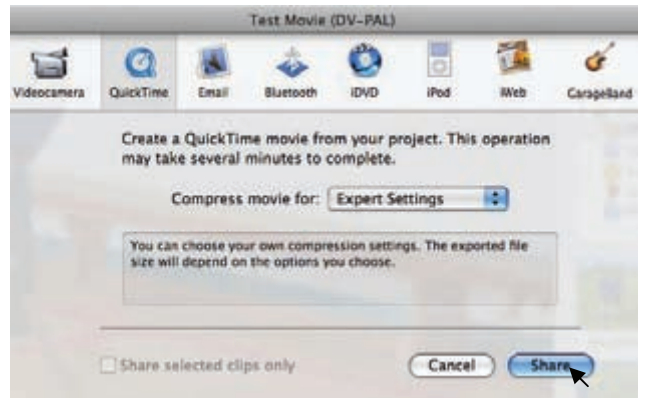 Test Movie (DV-PAL)
Videocamera QuickTime Email Bluetooth iDVD iPod iWeb GarageBand
Create a QuickTime movie from your project. This operation
may take several minutes to complete.
Compress movie for: Expert Settings
You can choose your own compression settings. The exported file
size will depend on the options you choose.
Share selected clips only Cancel Share